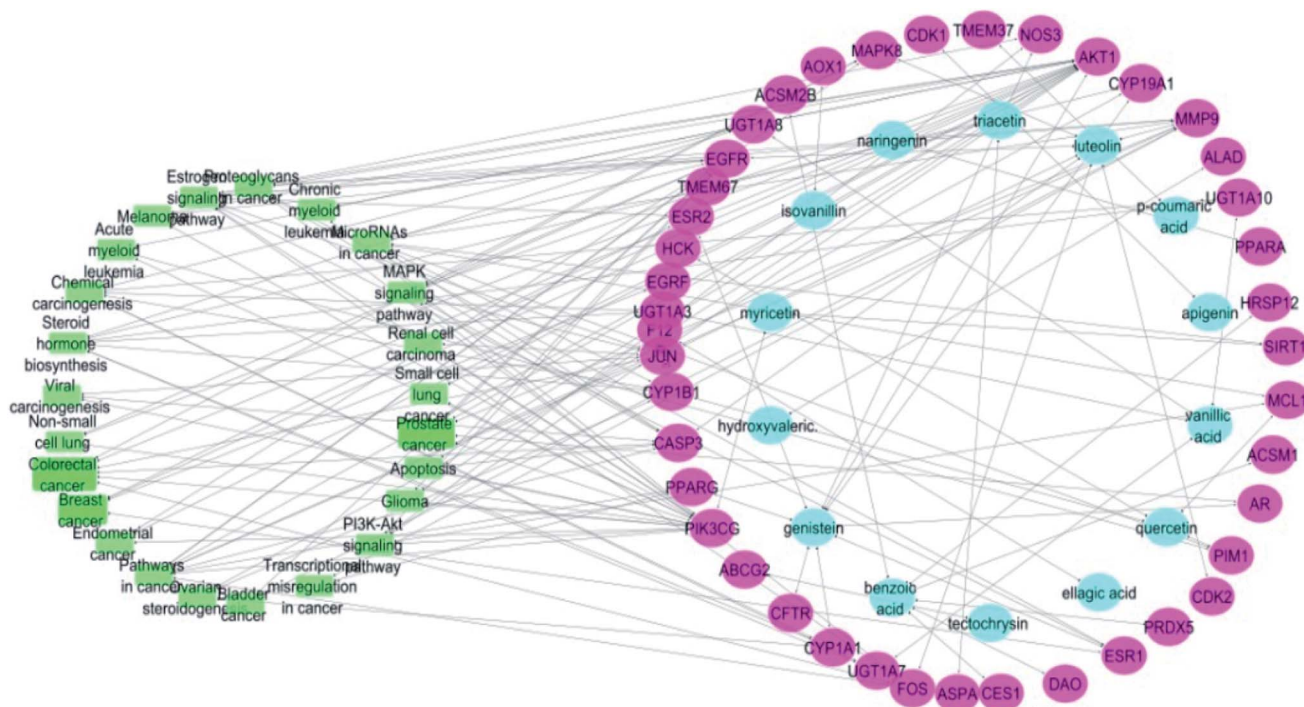 Proteoglycans
in cancer
Estrogen
signaling
pathway
Chronic
myeloid
leukemia
Melanoma
MicroRNAs
in cancer
Acute
myeloid
leukemia
MAPK
signaling
pathway
Chemical
carcinogenesis
Steroid
hormone
biosynthesis
Renal cell
carcinoma
Small cell
lung
cancer
Viral
carcinogenesis
Non-small
cell lung
Prostate
cancer
Colorectal
cancer
Apoptosis
Breast
cancer
Glioma
Endometrial
cancer
PI3K-Akt
signaling
pathway
Pathways
in cancer
Ovarian
steroidogenesis
Bladder
cancer
Transcriptional
misregulation
in cancer
CDK1
TMEM37
NOS3
MAPK8
AKT1
AOX1
CYP19A1
ACSM2B
MMP9
UGT1A8
ALAD
EGFR
UGT1A10
TMEM67
PPARA
ESR2
HCK
HRSP12
EGRF
SIRT1
UGT1A3
F12
JUN
CYP1B1
MCL1
CASP3
ACSM1
PPARG
AR
PIK3CG
PIM1
ABCG2
CDK2
CFTR
PRDX5
CYP1A1
ESR1
UGT1A7
FOS
ASPA
CES1
DAO
naringenin
triacetin
luteolin
isovanillin
p-coumaric
acid
myricetin
apigenin
hydroxyvaleric.
vanillic
acid
genistein
quercetin
benzoib
acid
ellagic acid
tectochrysin